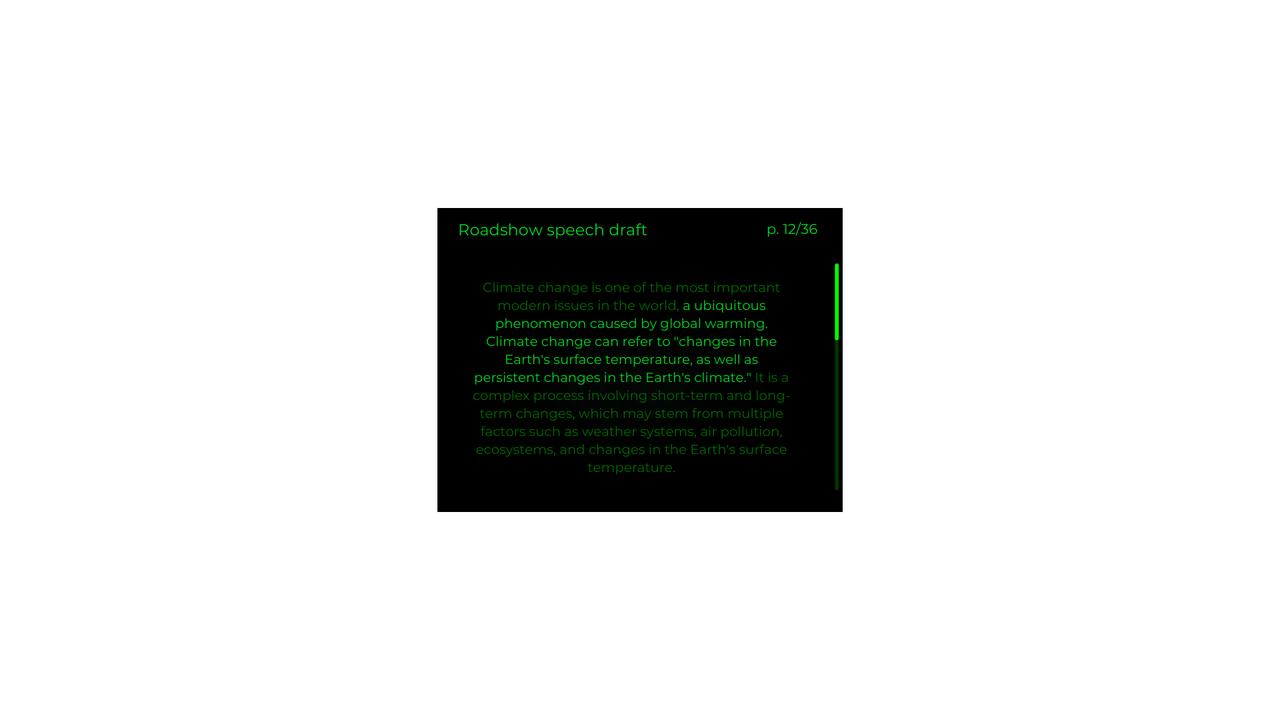 Roadshow speech draft
p. 12/36
Climate change is one of the most important
modern issues in the world, a ubiquitous
phenomenon caused by global warming.
Climate change can refer to "changes in the
Earth's surface temperature, as well as
persistent changes in the Earth's climate." It is a
complex process involving short-term and long-
term changes, which may stem from multiple
factors such as weather systems, air pollution,
ecosystems, and changes in the Earth's surface
temperature.